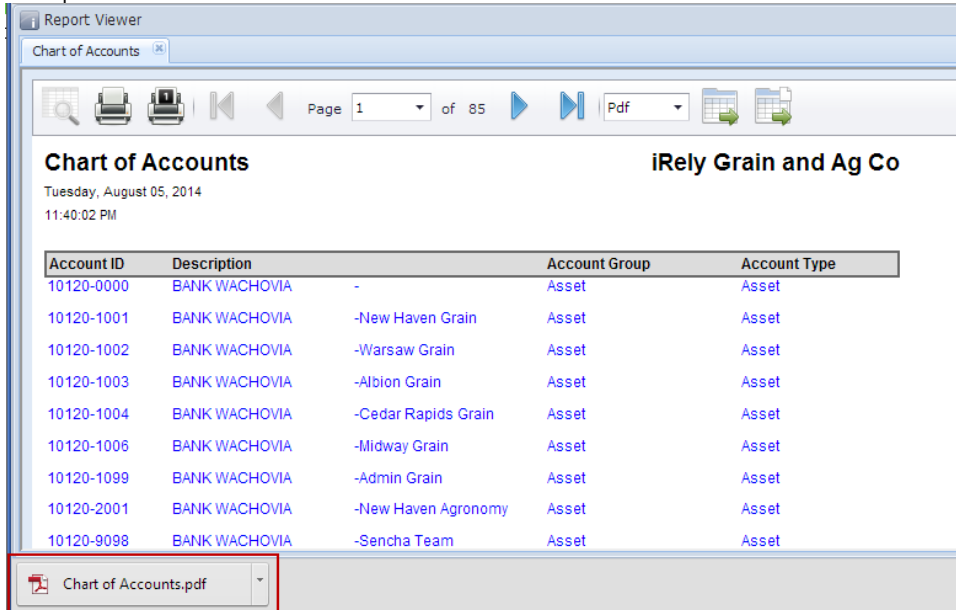 Report Viewer
Chart of Accounts
Page 1 of 85 Pdf
Chart of Accounts iRely Grain and Ag Co
Tuesday, August 05, 2014
11:40:02 PM
Account ID Description Account Group Account Type
10120-0000 BANK WACHOVIA - Asset Asset
10120-1001 BANK WACHOVIA -New Haven Grain Asset Asset
10120-1002 BANK WACHOVIA -Warsaw Grain Asset Asset
10120-1003 BANK WACHOVIA -Albion Grain Asset Asset
10120-1004 BANK WACHOVIA -Cedar Rapids Grain Asset Asset
10120-1006 BANK WACHOVIA -Midway Grain Asset Asset
10120-1099 BANK WACHOVIA -Admin Grain Asset Asset
10120-2001 BANK WACHOVIA -New Haven Agronomy Asset Asset
10120-9098 BANK WACHOVIA -Sencha Team Asset Asset
Chart of Accounts.pdf